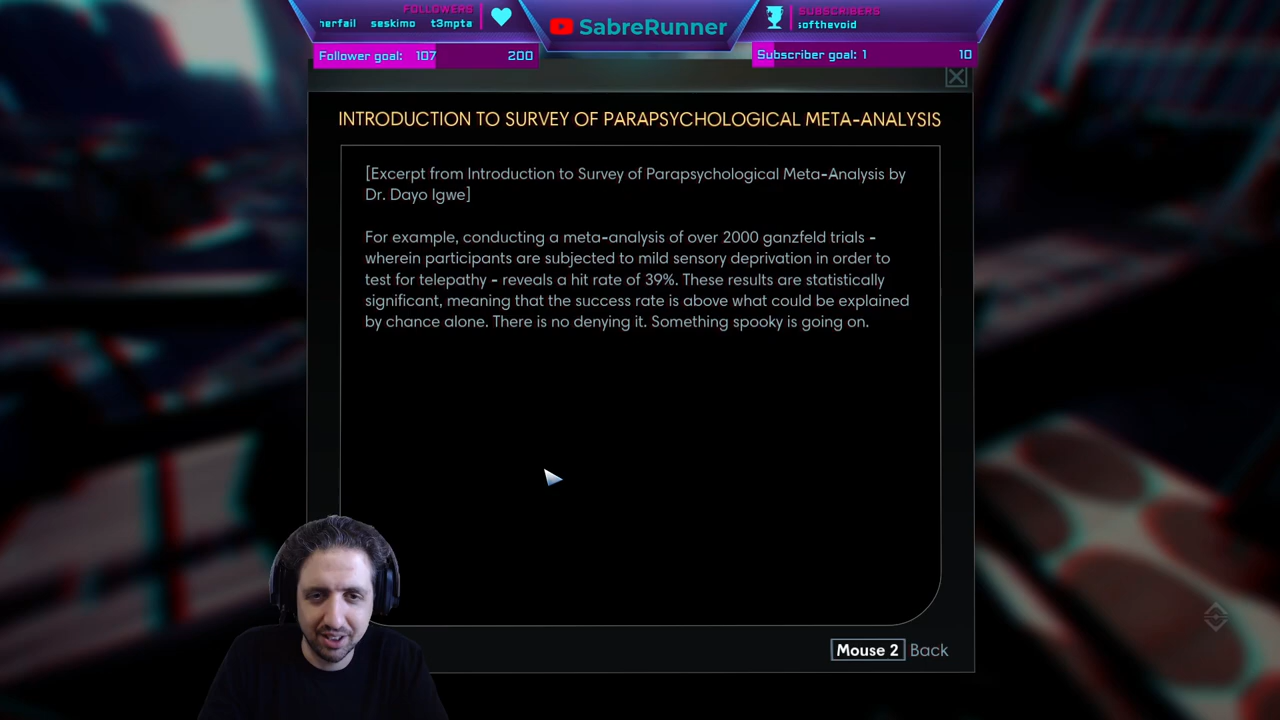 FOLLOWERS
herfail seskimo t3mpta
Follower goal: 107 200
SabreRunner
SUBSCRIBERS
softhevoid
Subscriber goal: 1 10
INTRODUCTION TO SURVEY OF PARAPSYCHOLOGICAL META-ANALYSIS
[Excerpt from Introduction to Survey of Parapsychological Meta-Analysis by
Dr. Dayo Igwe]
For example, conducting a meta-analysis of over 2000 ganzfeld trials -
wherein participants are subjected to mild sensory deprivation in order to
test for telepathy - reveals a hit rate of 39%. These results are statistically
significant, meaning that the success rate is above what could be explained
by chance alone. There is no denying it. Something spooky is going on.
Mouse 2 Back